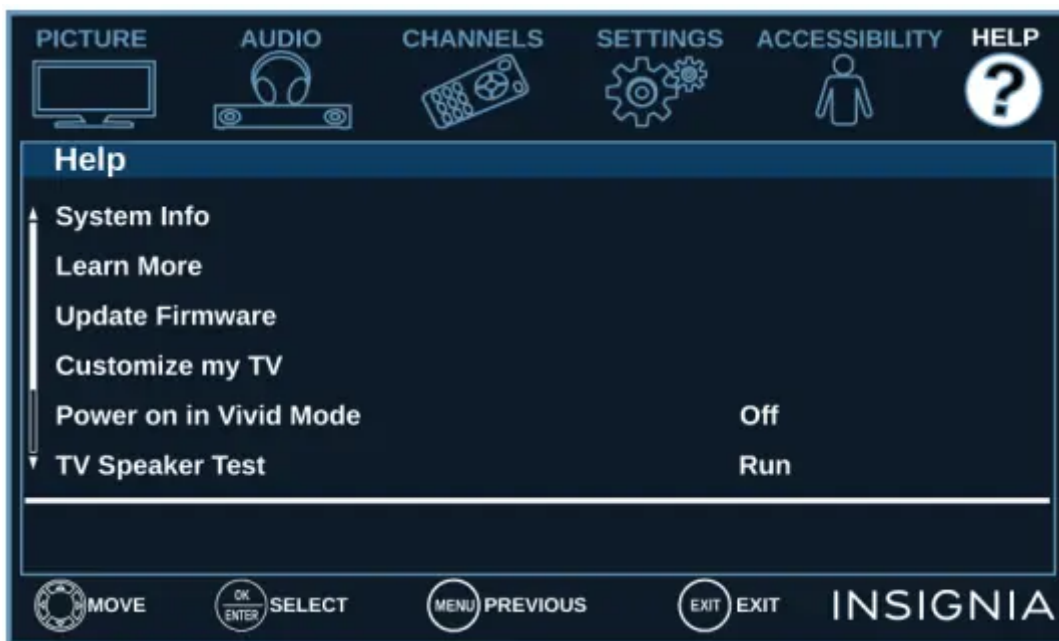 PICTURE AUDIO CHANNELS SETTINGS ACCESSIBILITY HELP
?
Help
System Info
Learn More
Update Firmware
Customize my TV
Power on in Vivid Mode Off
TV Speaker Test Run
MOVE OK ENTER SELECT MENU PREVIOUS EXIT EXIT INSIGNIA